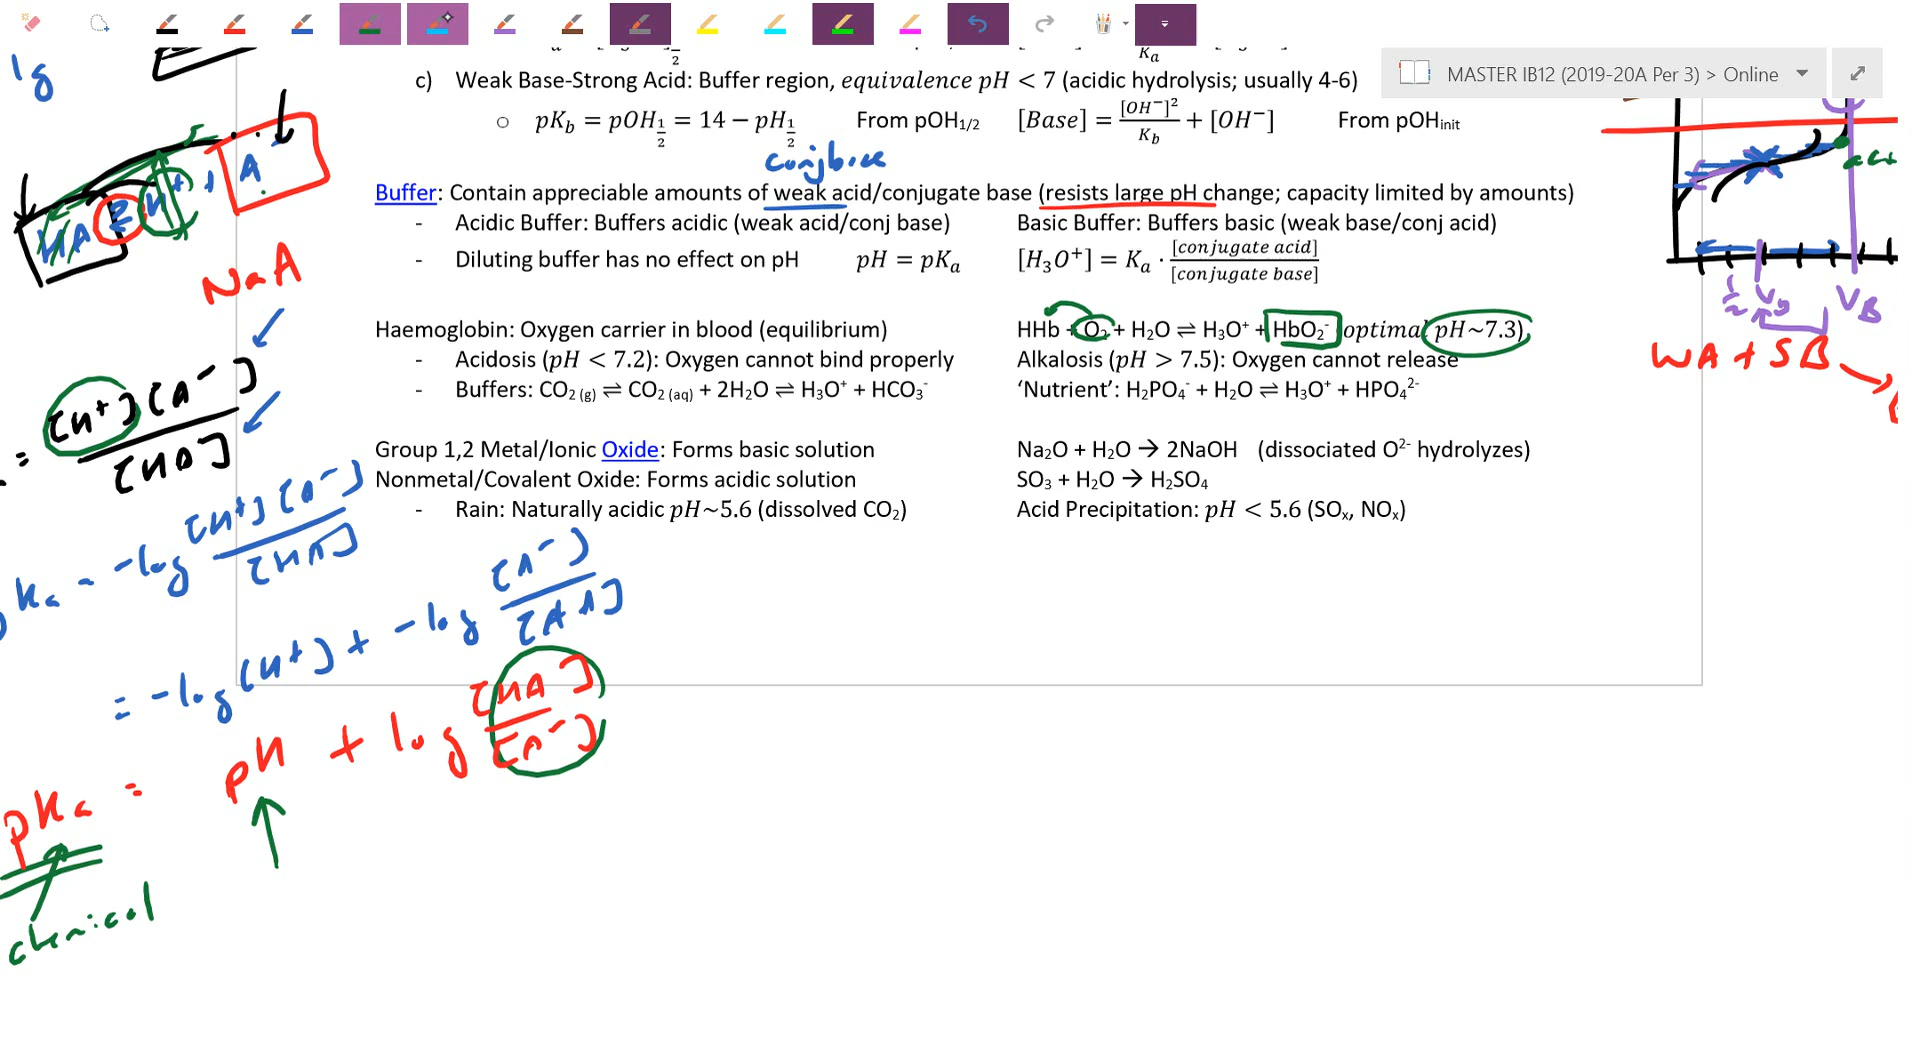 c) Weak Base-Strong Acid: Buffer region, equivalence pH < 7 (acidic hydrolysis; usually 4-6)
MASTER IB12 (2019-20A Per 3) > Online
○ pKb = pOH1/2 = 14 − pH1/2 From pOH1/2 [Base] = [OH⁻]²/Kb + [OH⁻] From pOHinit
conjbase
Buffer: Contain appreciable amounts of weak acid/conjugate base (resists large pH change; capacity limited by amounts)
- Acidic Buffer: Buffers acidic (weak acid/conj base) Basic Buffer: Buffers basic (weak base/conj acid)
- Diluting buffer has no effect on pH pH = pKa [H3O⁺] = Ka · [conjugate acid]/[conjugate base]
Haemoglobin: Oxygen carrier in blood (equilibrium) HHb + O2 + H2O ⇌ H3O⁺ + HbO2⁻ (optimal pH~7.3)
- Acidosis (pH < 7.2): Oxygen cannot bind properly Alkalosis (pH > 7.5): Oxygen cannot release
- Buffers: CO2 (g) ⇌ CO2 (aq) + 2H2O ⇌ H3O⁺ + HCO3⁻ 'Nutrient': H2PO4⁻ + H2O ⇌ H3O⁺ + HPO4²⁻
Group 1,2 Metal/Ionic Oxide: Forms basic solution Na2O + H2O → 2NaOH (dissociated O²⁻ hydrolyzes)
Nonmetal/Covalent Oxide: Forms acidic solution SO3 + H2O → H2SO4
- Rain: Naturally acidic pH~5.6 (dissolved CO2) Acid Precipitation: pH < 5.6 (SOx, NOx)
HA ⇌ H⁺ + A⁻
NaA
= [H⁺][A⁻]/[HA]
Ka = -log [H⁺][A⁻]/[HA]
= -log[H⁺] + -log [A⁻]/[HA]
pKa = pH + log [HA]/[A⁻]
chemical
½ Vb VB
WA + SB